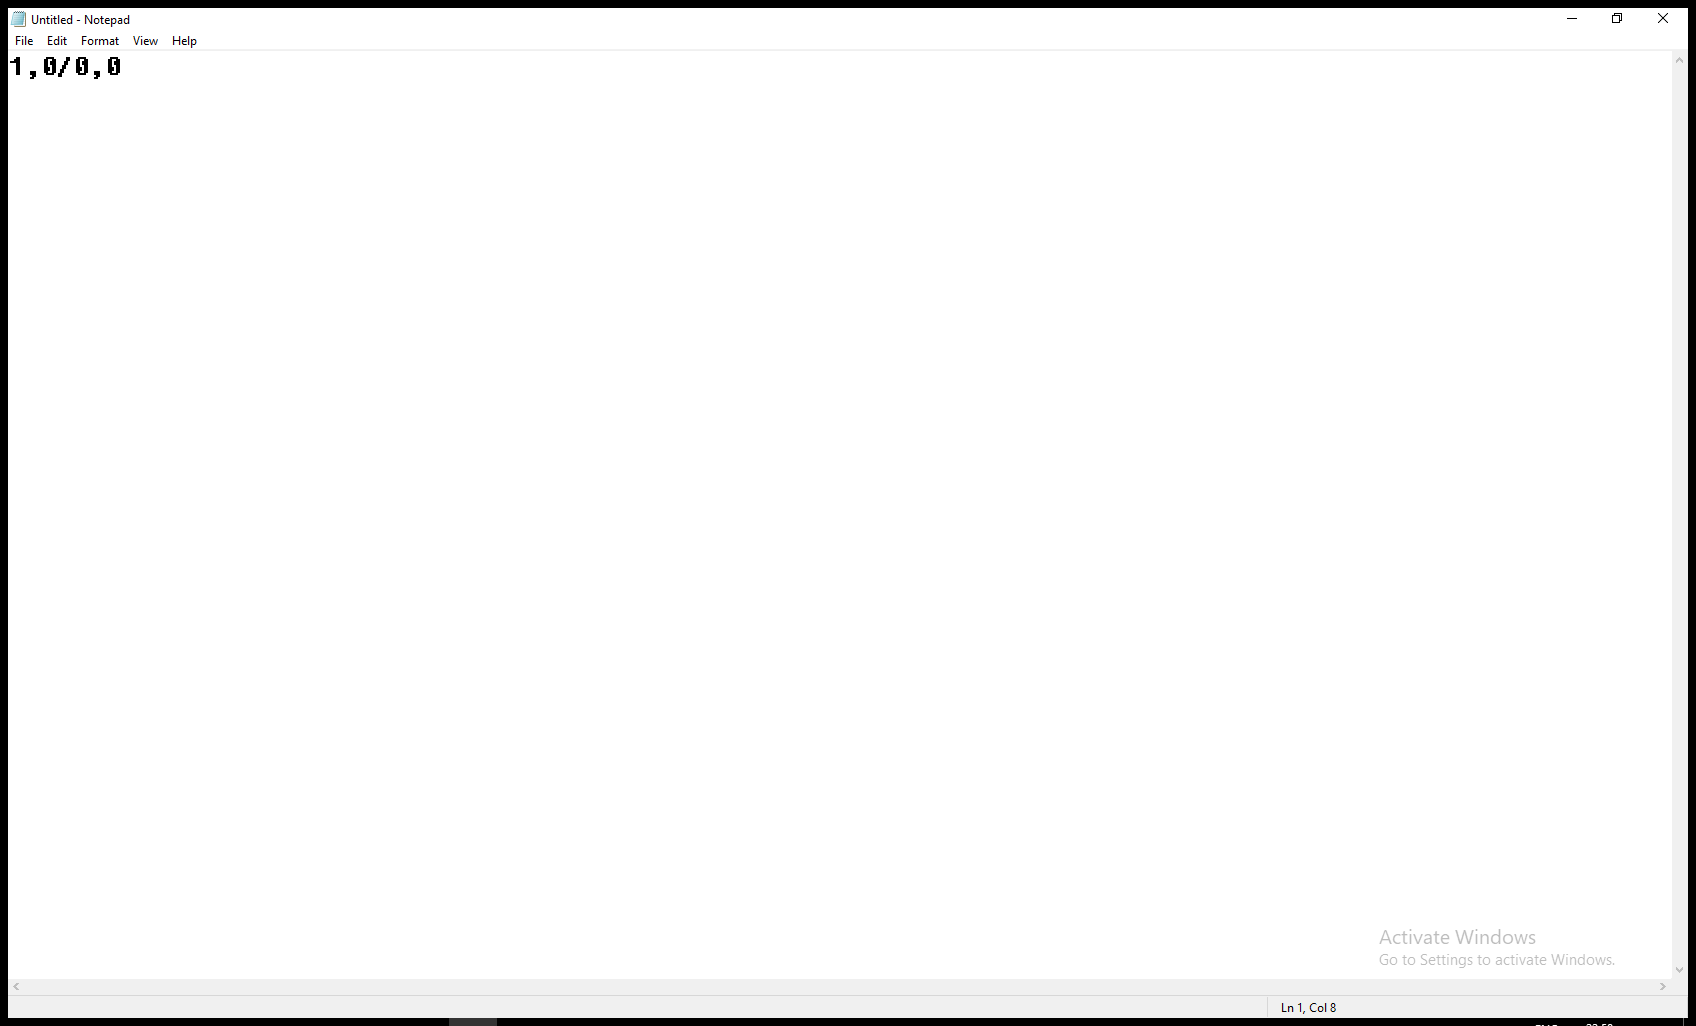 Untitled - Notepad
File Edit Format View Help
1,0/0,0
Activate Windows
Go to Settings to activate Windows.
Ln 1, Col 8